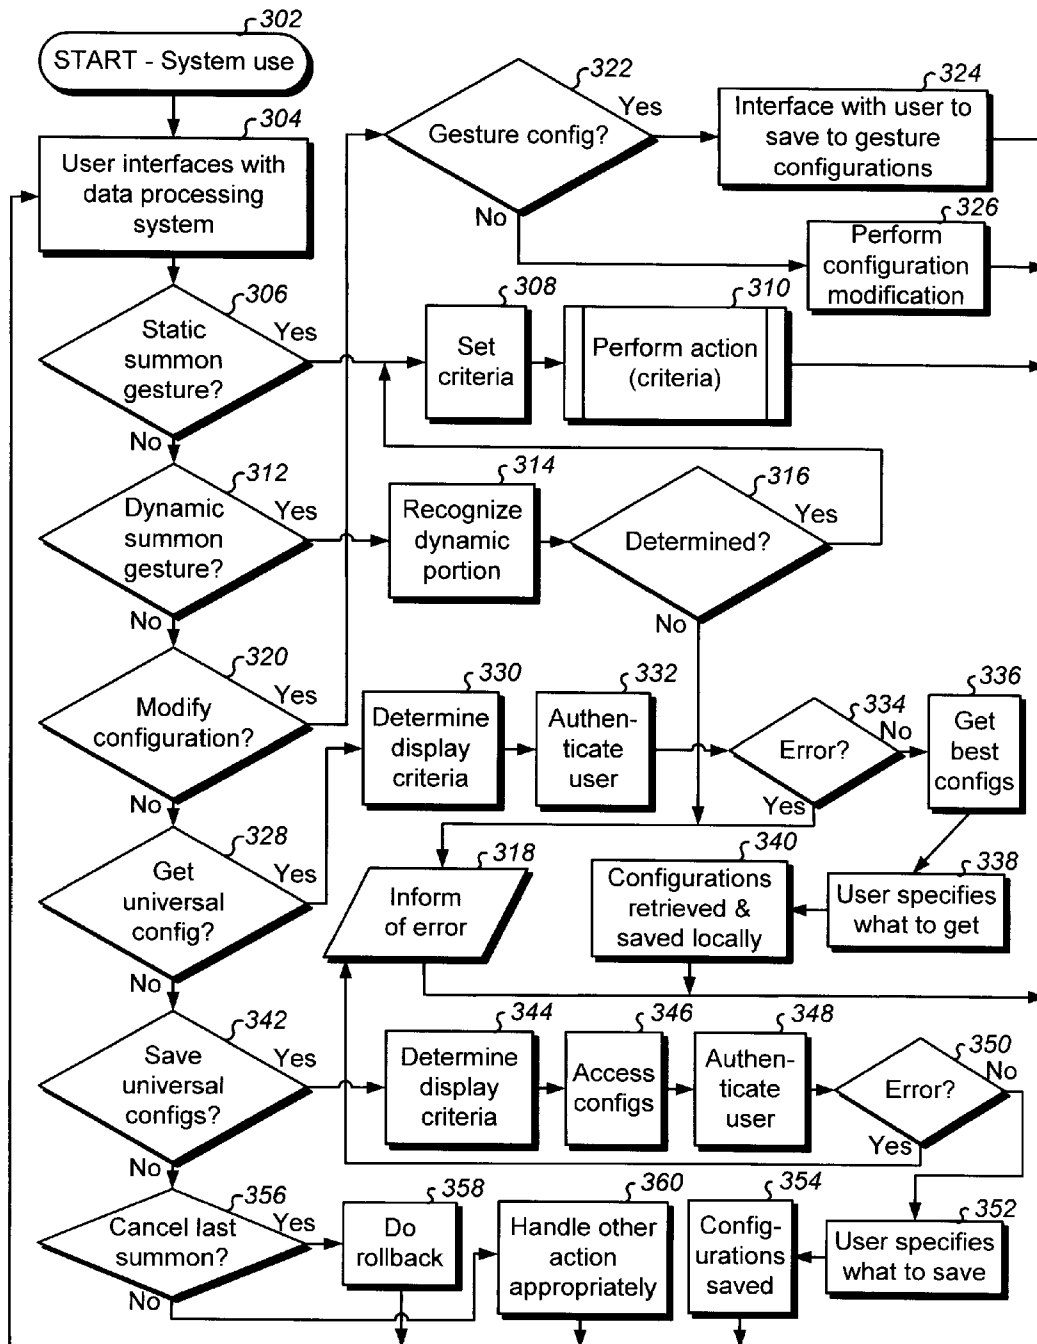 302
START - System use
304
User interfaces with
data processing
system
322
Gesture config?
Yes
No
324
Interface with user to
save to gesture
configurations
326
Perform
configuration
modification
306
Static
summon
gesture?
Yes
No
308
Set
criteria
310
Perform action
(criteria)
312
Dynamic
summon
gesture?
Yes
No
314
Recognize
dynamic
portion
316
Determined?
Yes
No
320
Modify
configuration?
Yes
No
330
Determine
display
criteria
332
Authen-
ticate
user
334
Error?
No
Yes
336
Get
best
configs
328
Get
universal
config?
Yes
No
318
Inform
of error
340
Configurations
retrieved &
saved locally
338
User specifies
what to get
342
Save
universal
configs?
Yes
No
344
Determine
display
criteria
346
Access
configs
348
Authen-
ticate
user
350
Error?
No
Yes
356
Cancel last
summon?
Yes
No
358
Do
rollback
360
Handle other
action
appropriately
354
Config-
urations
saved
352
User specifies
what to save